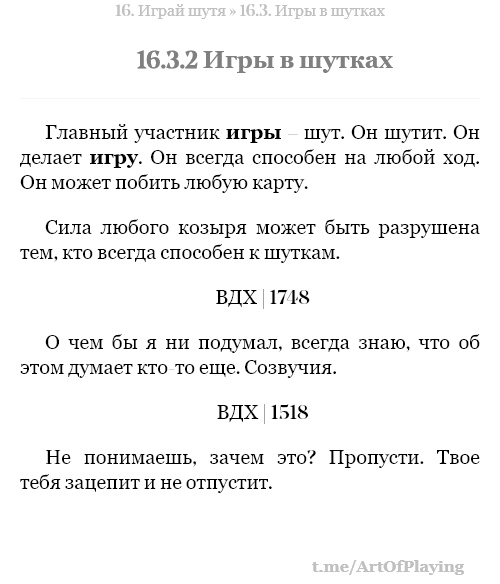 16. Играй шутя » 16.3. Игры в шутках
16.3.2 Игры в шутках
Главный участник игры – шут. Он шутит. Он
делает игру. Он всегда способен на любой ход.
Он может побить любую карту.
Сила любого козыря может быть разрушена
тем, кто всегда способен к шуткам.
ВДХ | 1748
О чем бы я ни подумал, всегда знаю, что об
этом думает кто-то еще. Созвучия.
ВДХ | 1518
Не понимаешь, зачем это? Пропусти. Твое
тебя зацепит и не отпустит.
t.me/ArtOfPlaying